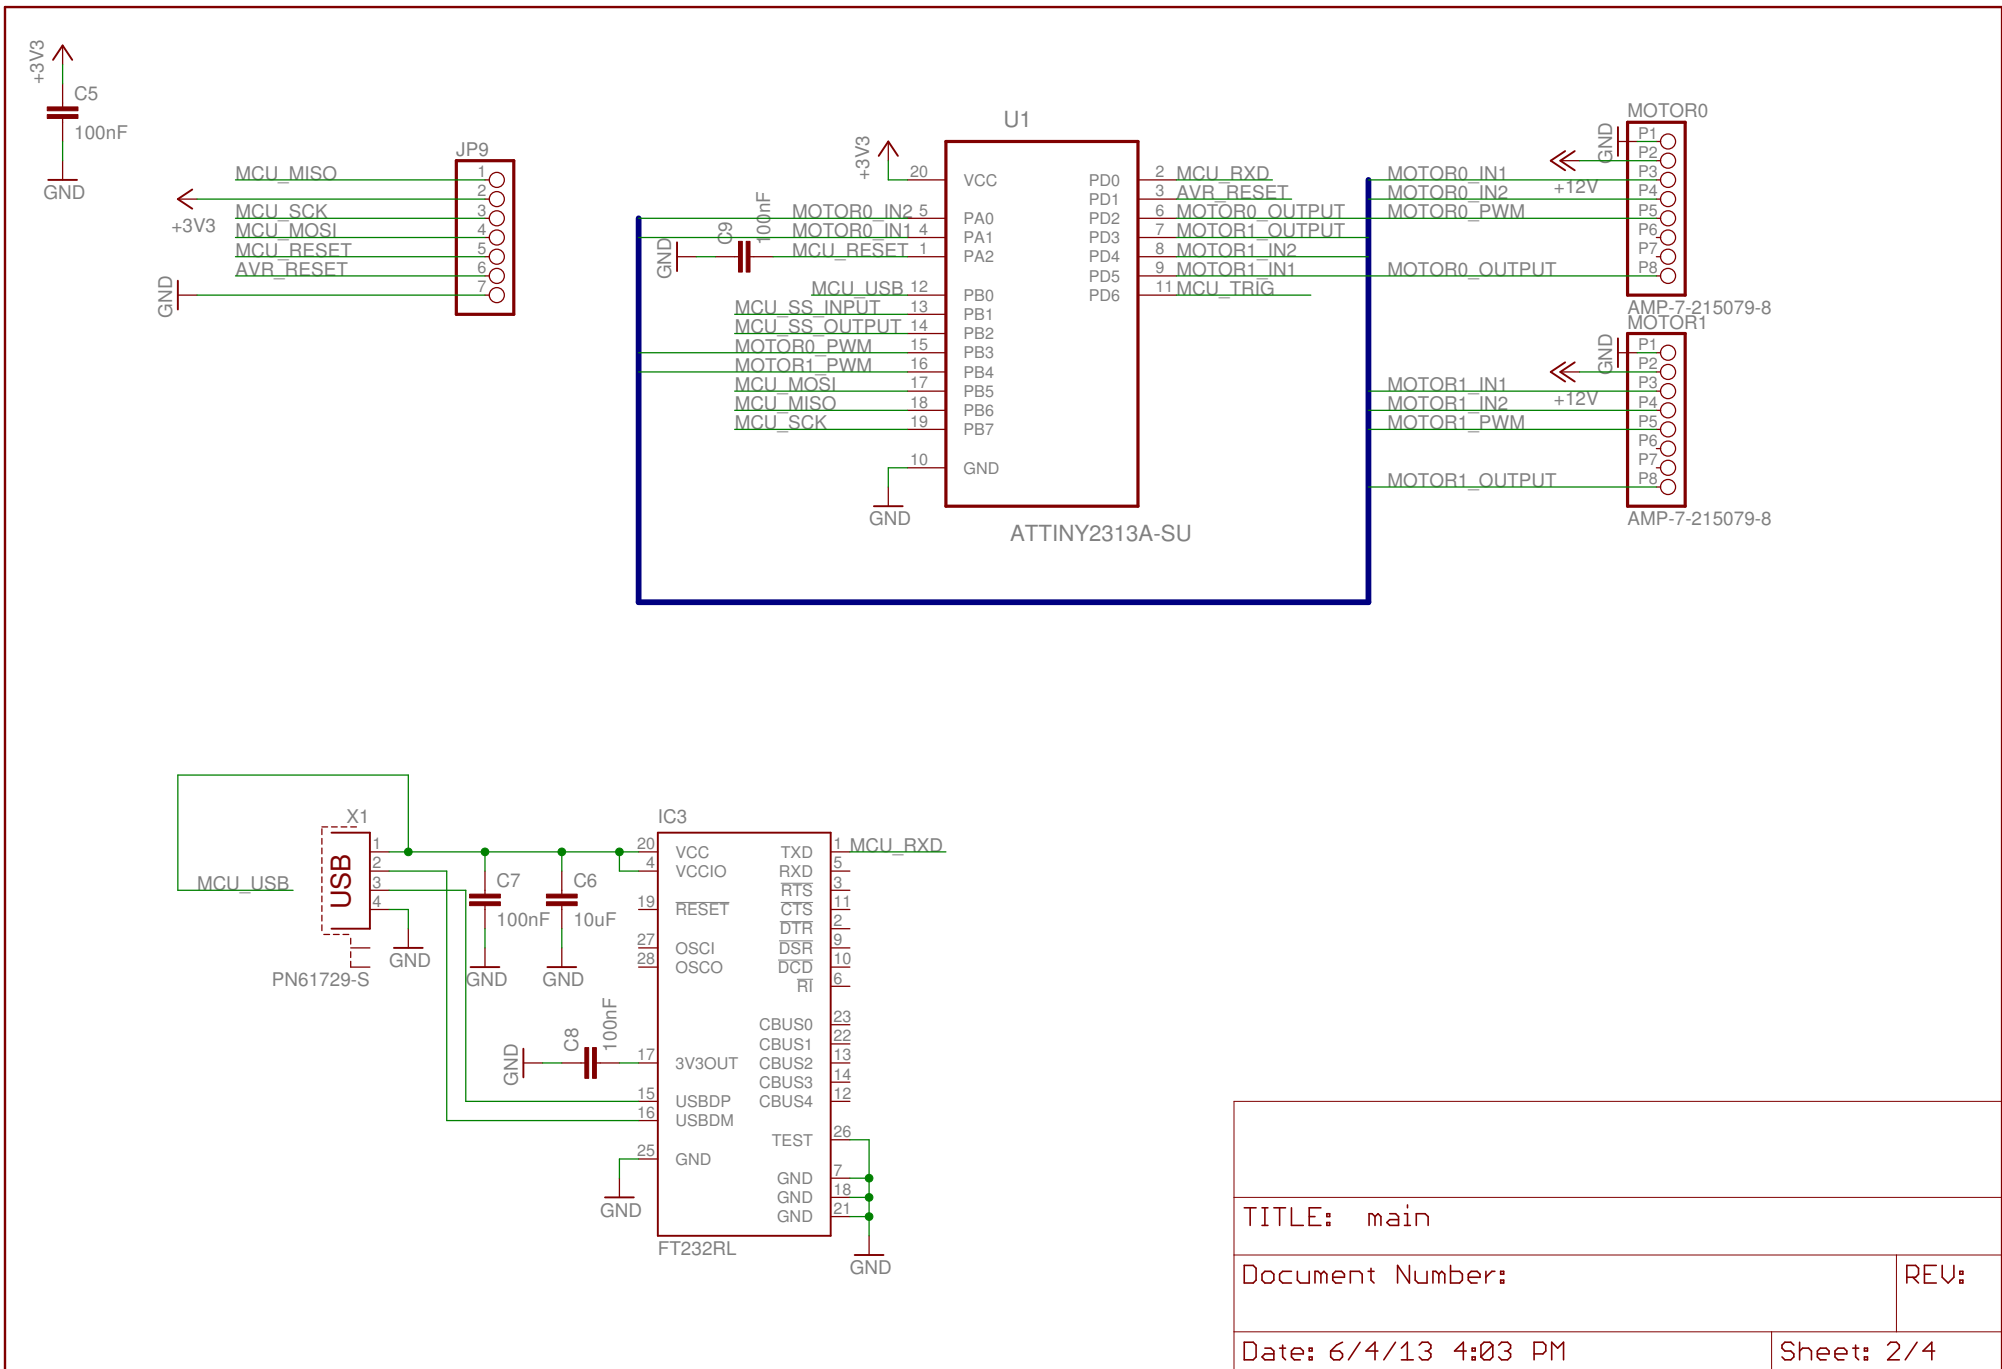 +3V3
C5
100nF
GND
JP9
MCU_MISO 1
2
+3V3
MCU_SCK 3
MCU_MOSI 4
MCU_RESET 5
AVR_RESET 6
GND 7
U1
+3V3
20 VCC
MOTOR0_IN2 5 PA0
MOTOR0_IN1 4 PA1
GND C9 100nF MCU_RESET 1 PA2
MCU_USB 12 PB0
MCU_SS_INPUT 13 PB1
MCU_SS_OUTPUT 14 PB2
MOTOR0_PWM 15 PB3
MOTOR1_PWM 16 PB4
MCU_MOSI 17 PB5
MCU_MISO 18 PB6
MCU_SCK 19 PB7
10 GND
GND
PD0 2 MCU_RXD
PD1 3 AVR_RESET
PD2 6 MOTOR0_OUTPUT
PD3 7 MOTOR1_OUTPUT
PD4 8 MOTOR1_IN2
PD5 9 MOTOR1_IN1
PD6 11 MCU_TRIG
ATTINY2313A-SU
MOTOR0
GND P1
P2
+12V
MOTOR0_IN1 P3
MOTOR0_IN2 P4
MOTOR0_PWM P5
P6
P7
MOTOR0_OUTPUT P8
AMP-7-215079-8
MOTOR1
GND P1
P2
+12V
MOTOR1_IN1 P3
MOTOR1_IN2 P4
MOTOR1_PWM P5
P6
P7
MOTOR1_OUTPUT P8
AMP-7-215079-8
X1
USB
1
2
3
4
MCU_USB
PN61729-S
GND
C7
100nF
GND
C6
10uF
GND
IC3
20 VCC
4 VCCIO
19 RESET
27 OSCI
28 OSCO
GND C8 100nF 17 3V3OUT
15 USBDP
16 USBDM
25 GND
GND
TXD 1 MCU_RXD
RXD 5
RTS 3
CTS 11
DTR 2
DSR 9
DCD 10
RI 6
CBUS0 23
CBUS1 22
CBUS2 13
CBUS3 14
CBUS4 12
TEST 26
GND 7
GND 18
GND 21
GND
FT232RL
TITLE: main
Document Number:
REV:
Date: 6/4/13 4:03 PM
Sheet: 2/4